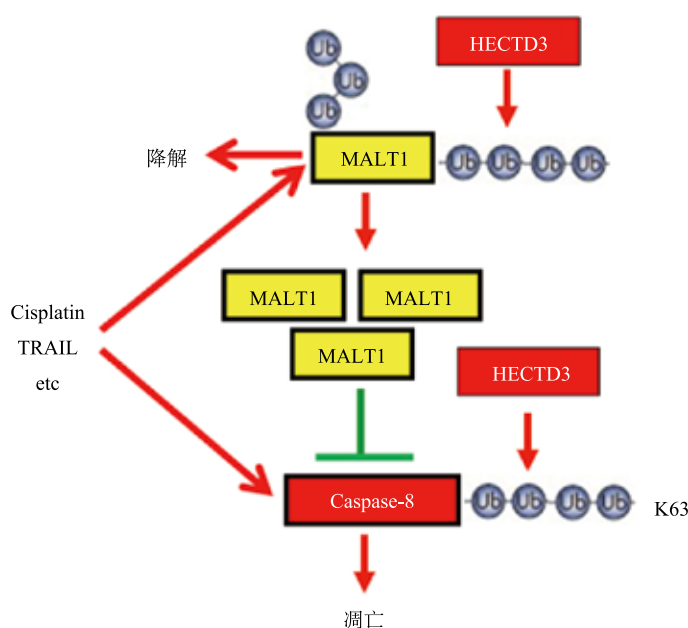 HECTD3
Ub
Ub
Ub
降解
MALT1
Ub Ub Ub Ub
MALT1 MALT1
MALT1
Cisplatin
TRAIL
etc
HECTD3
Caspase-8
Ub Ub Ub Ub
K63
凋亡